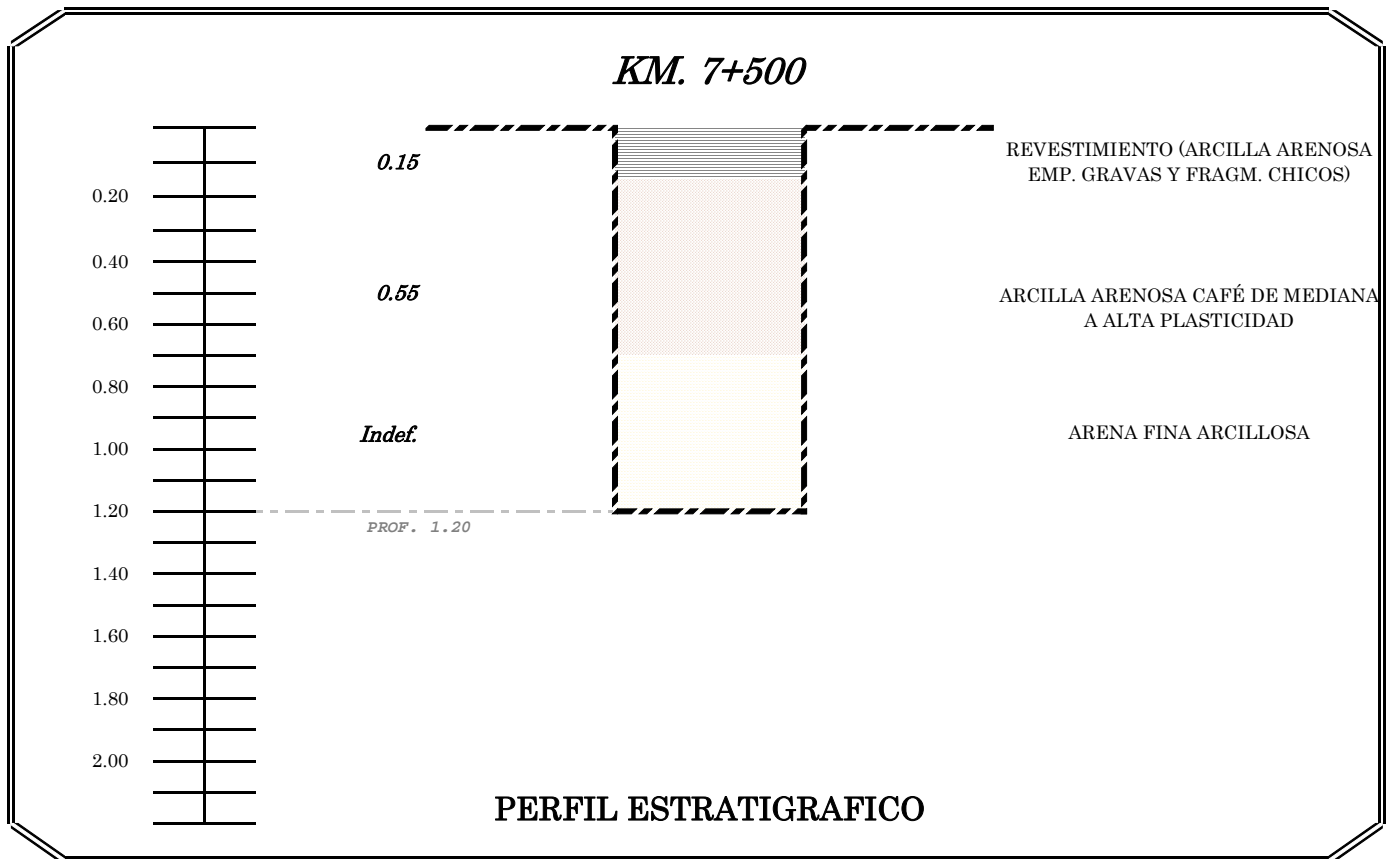 KM. 7+500
0.15
REVESTIMIENTO (ARCILLA ARENOSA
EMP. GRAVAS Y FRAGM. CHICOS)
0.20
0.40
0.55
ARCILLA ARENOSA CAFÉ DE MEDIANA
A ALTA PLASTICIDAD
0.60
0.80
Indef.
ARENA FINA ARCILLOSA
1.00
1.20
PROF. 1.20
1.40
1.60
1.80
2.00
PERFIL ESTRATIGRAFICO